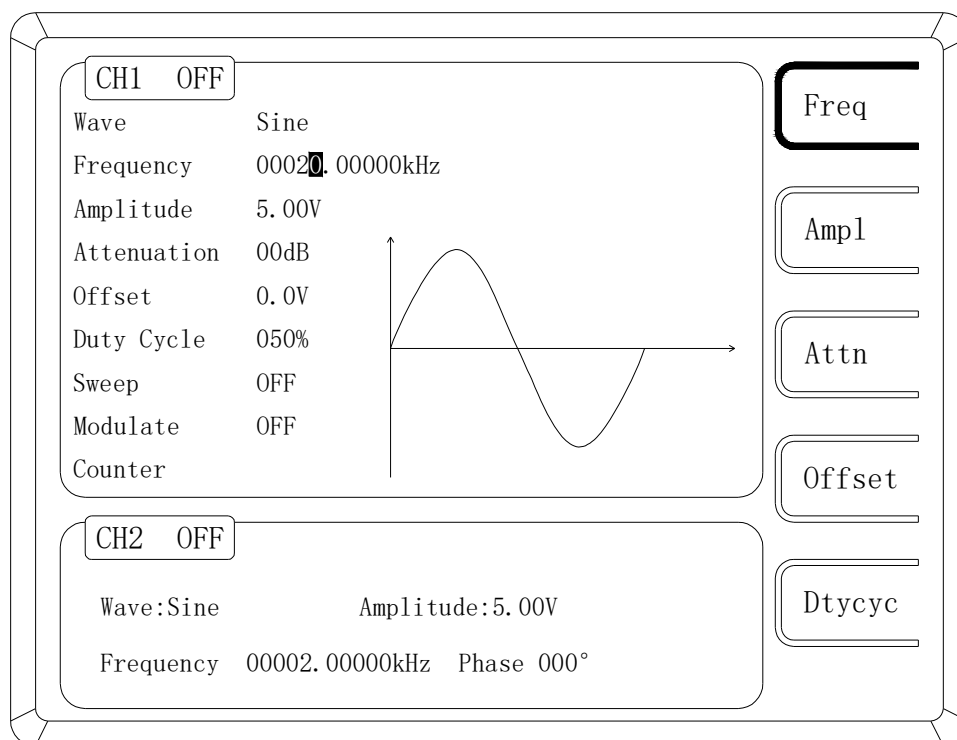 CH1 OFF
Wave Sine
Frequency 00020.00000kHz
Amplitude 5.00V
Attenuation 00dB
Offset 0.0V
Duty Cycle 050%
Sweep OFF
Modulate OFF
Counter
CH2 OFF
Wave:Sine Amplitude:5.00V
Frequency 00002.00000kHz Phase 000°
Freq
Ampl
Attn
Offset
Dtycyc